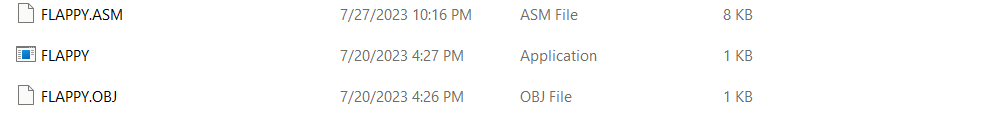 FLAPPY.ASM 7/27/2023 10:16 PM ASM File 8 KB
FLAPPY 7/20/2023 4:27 PM Application 1 KB
FLAPPY.OBJ 7/20/2023 4:26 PM OBJ File 1 KB